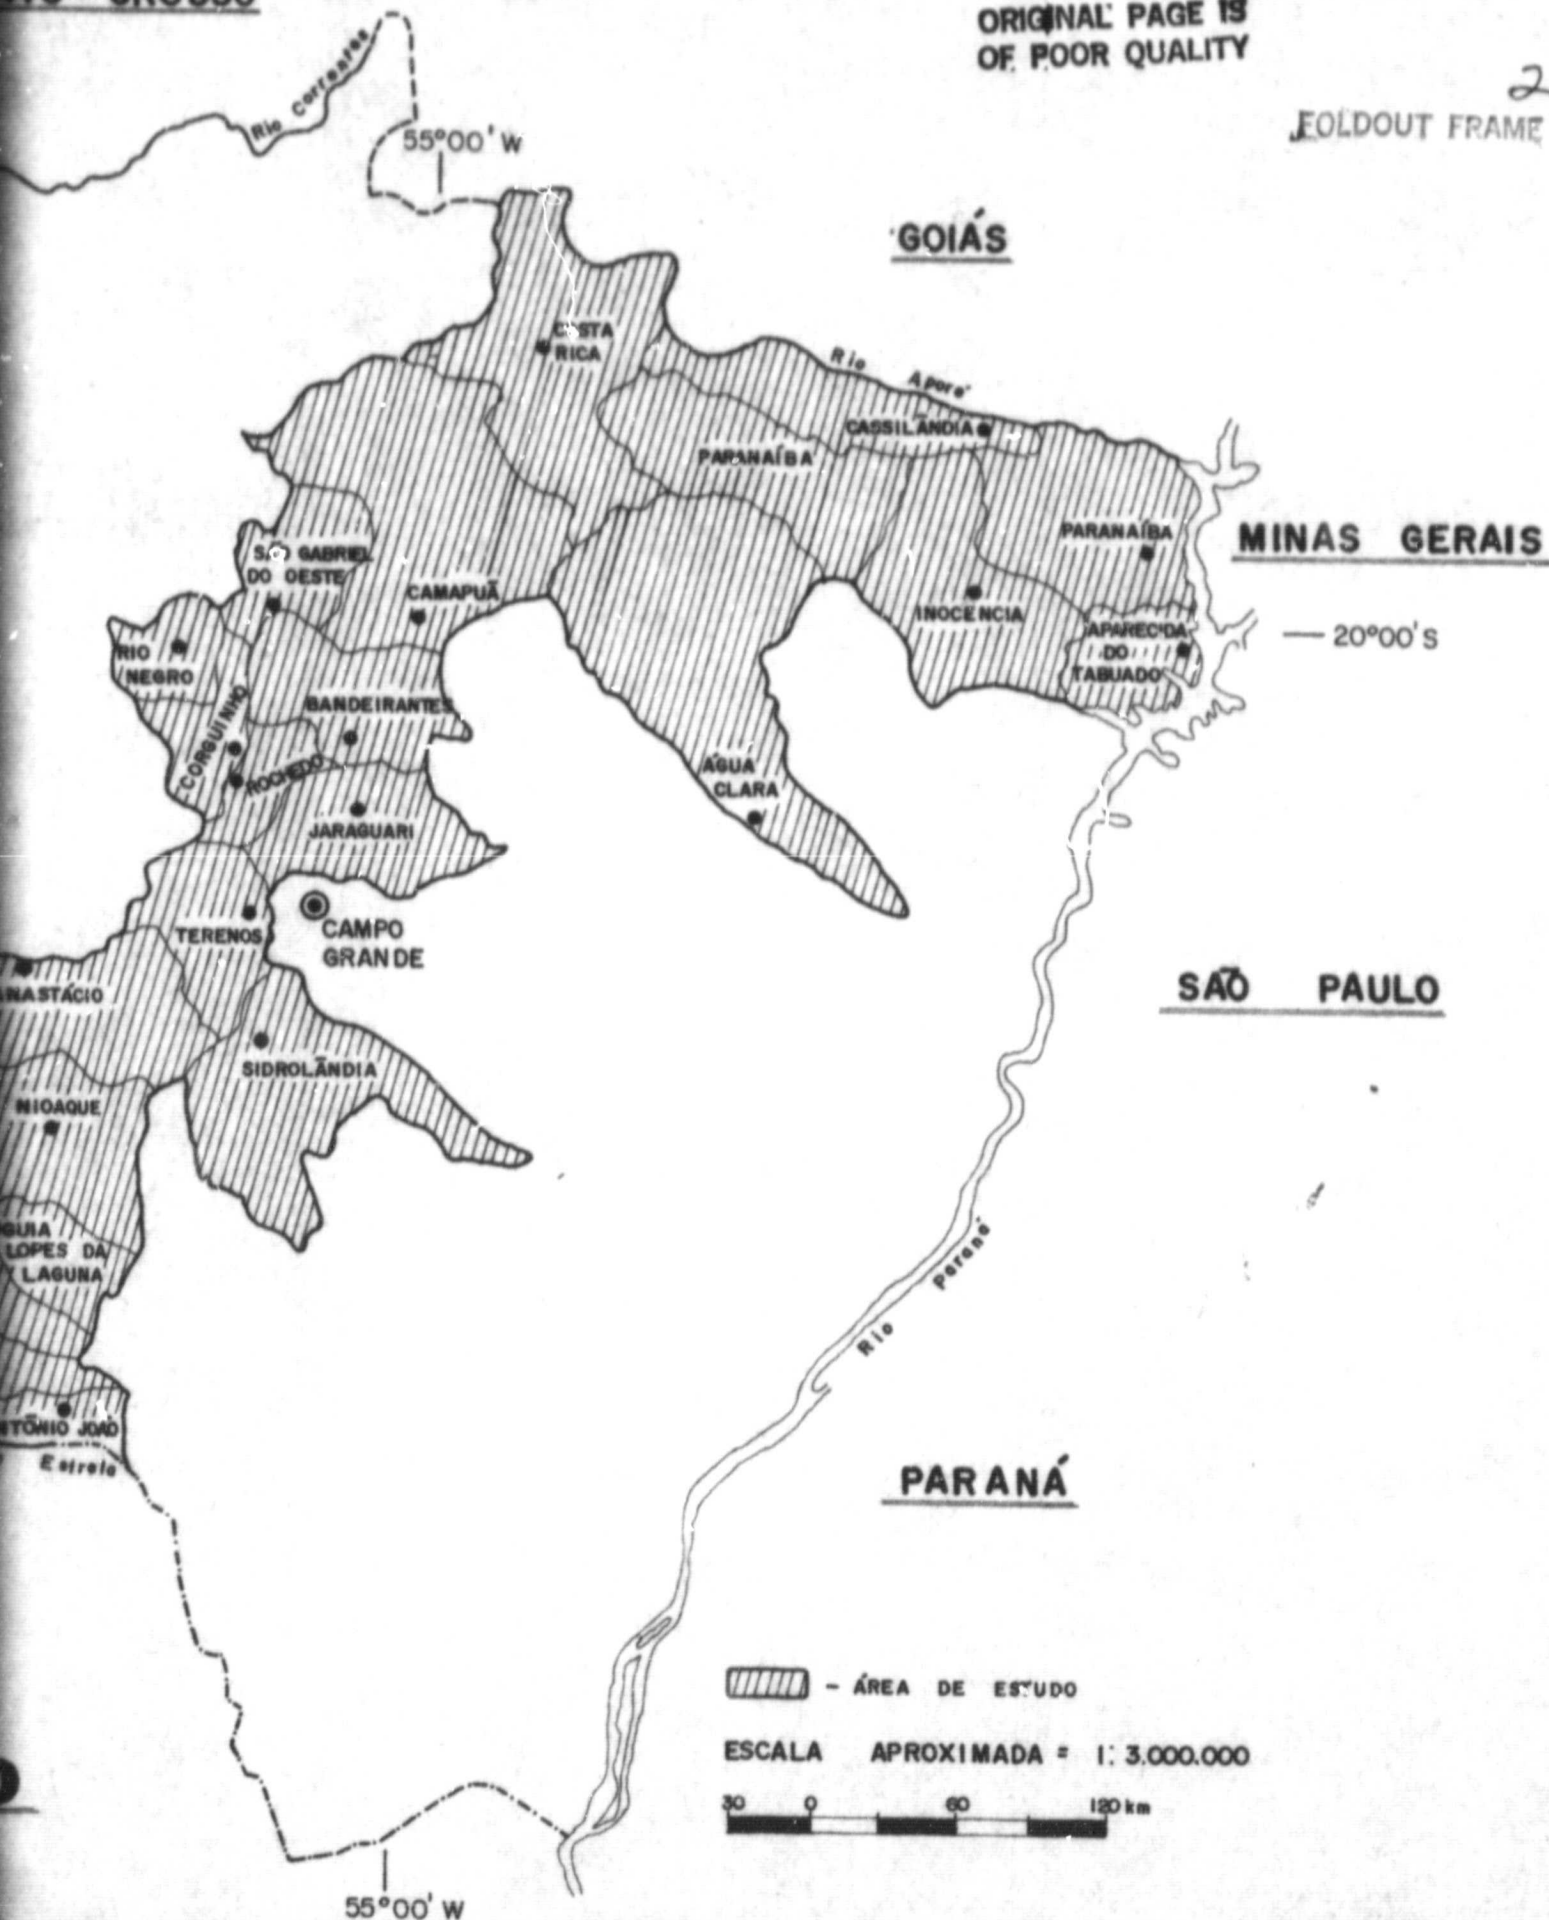 ORIGINAL PAGE IS
OF POOR QUALITY
2
FOLDOUT FRAME
Rio Correntes
55°00' W
GOIÁS
COSTA
RICA
Rio Aporé
CASSILÂNDIA
PARANAÍBA
PARANAÍBA
MINAS GERAIS
SÃO GABRIEL
DO OESTE
CAMAPUÃ
INOCENCIA
20°00'S
APARECIDA
DO
TABUADO
RIO
NEGRO
BANDEIRANTES
CORGUINHO
ROCHEDO
ÁGUA
CLARA
JARAGUARI
CAMPO
GRANDE
TERENOS
NASTÁCIO
SÃO PAULO
SIDROLÂNDIA
NIOAQUE
GUIA
LOPES DA
LAGUNA
Rio Paraná
TÔNIO JOÃO
Estrela
PARANÁ
- ÁREA DE ESTUDO
ESCALA APROXIMADA = 1: 3.000.000
30 0 60 120 km
55°00' W